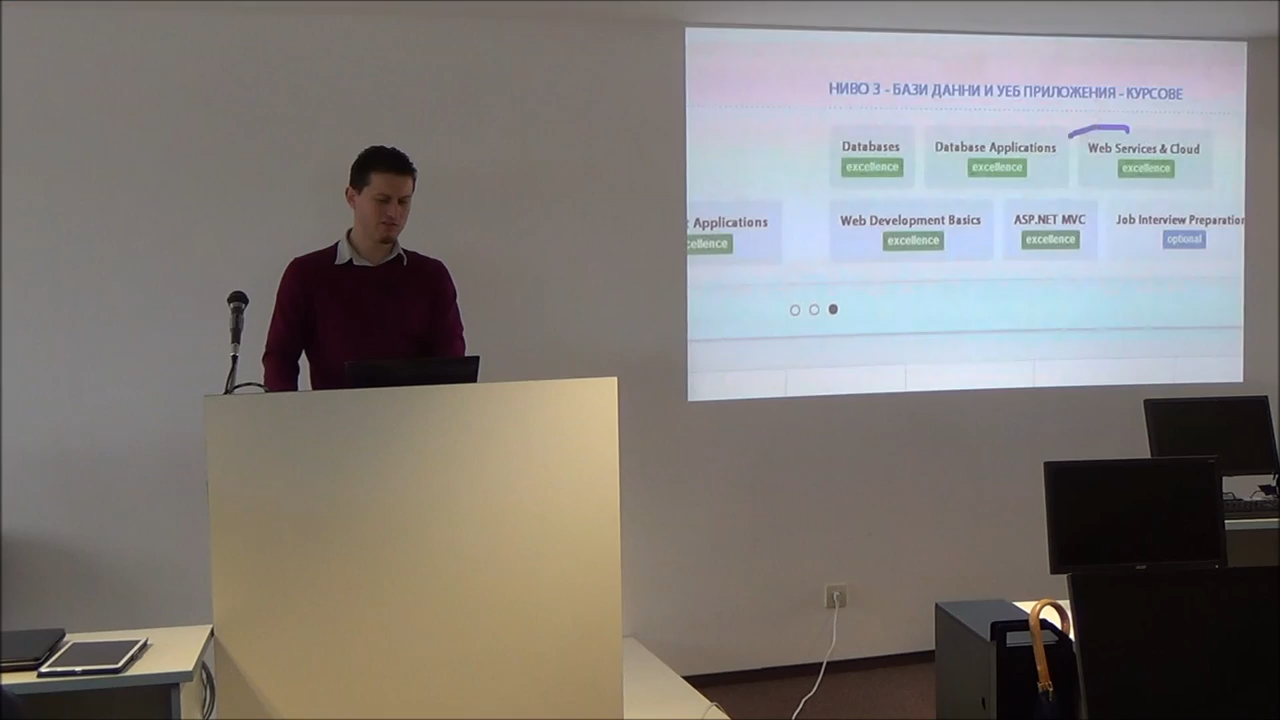 НИВО 3 - БАЗИ ДАННИ И УЕБ ПРИЛОЖЕНИЯ - КУРСОВЕ
Databases
excellence
Database Applications
excellence
Web Services & Cloud
excellence
Applications
Web Development Basics
excellence
ASP.NET MVC
excellence
Job Interview Preparation
optional